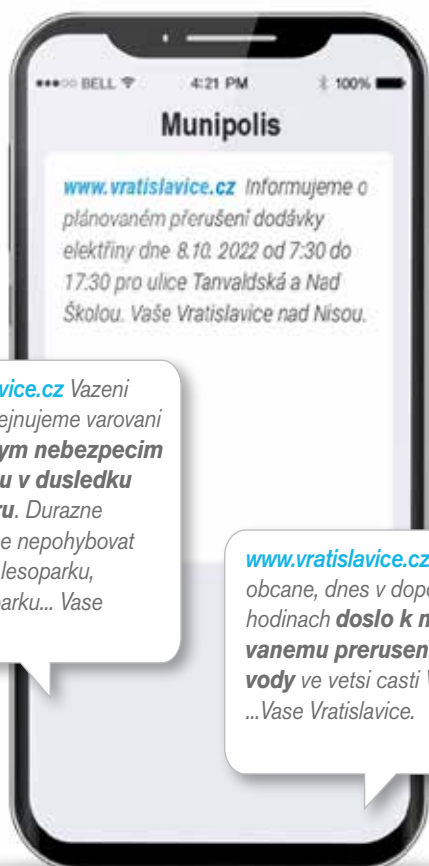 BELL 4:21 PM 100%
Munipolis
www.vratislavice.cz Informujeme o
plánovaném přerušení dodávky
elektřiny dne 8.10. 2022 od 7:30 do
17:30 pro ulice Tanvaldská a Nad
Školou. Vaše Vratislavice nad Nisou.
vice.cz Vazeni
ejnujeme varovani
ym nebezpecim
u v dusledku
ru. Durazne
e nepohybovat
lesoparku,
arku... Vase
www.vratislavice.cz
obcane, dnes v dopo
hodinach doslo k n
vanemu preruseni
vody ve vetsi casti V
...Vase Vratislavice.